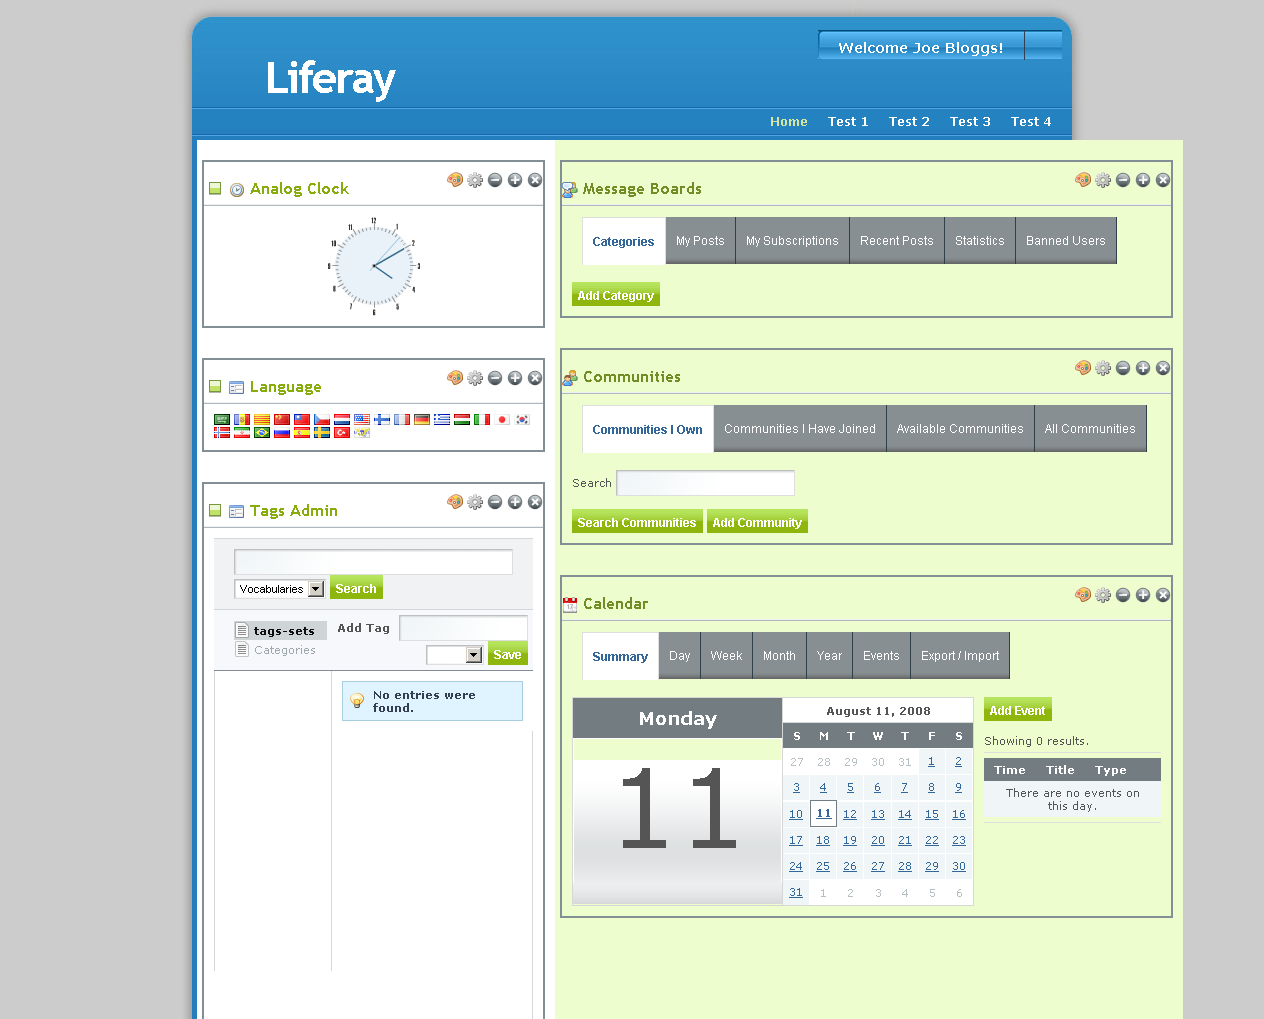 Welcome Joe Bloggs!
Liferay
Home Test 1 Test 2 Test 3 Test 4
Analog Clock
12
1
2
3
4
5
6
7
8
9
10
11
Language
Tags Admin
Vocabularies Search
tags-sets
Categories
Add Tag
Save
No entries were
found.
Message Boards
Categories My Posts My Subscriptions Recent Posts Statistics Banned Users
Add Category
Communities
Communities I Own Communities I Have Joined Available Communities All Communities
Search
Search Communities Add Community
Calendar
Summary Day Week Month Year Events Export / Import
Monday
11
August 11, 2008
S M T W T F S
27 28 29 30 31 1 2
3 4 5 6 7 8 9
10 11 12 13 14 15 16
17 18 19 20 21 22 23
24 25 26 27 28 29 30
31 1 2 3 4 5 6
Add Event
Showing 0 results.
Time Title Type
There are no events on
this day.